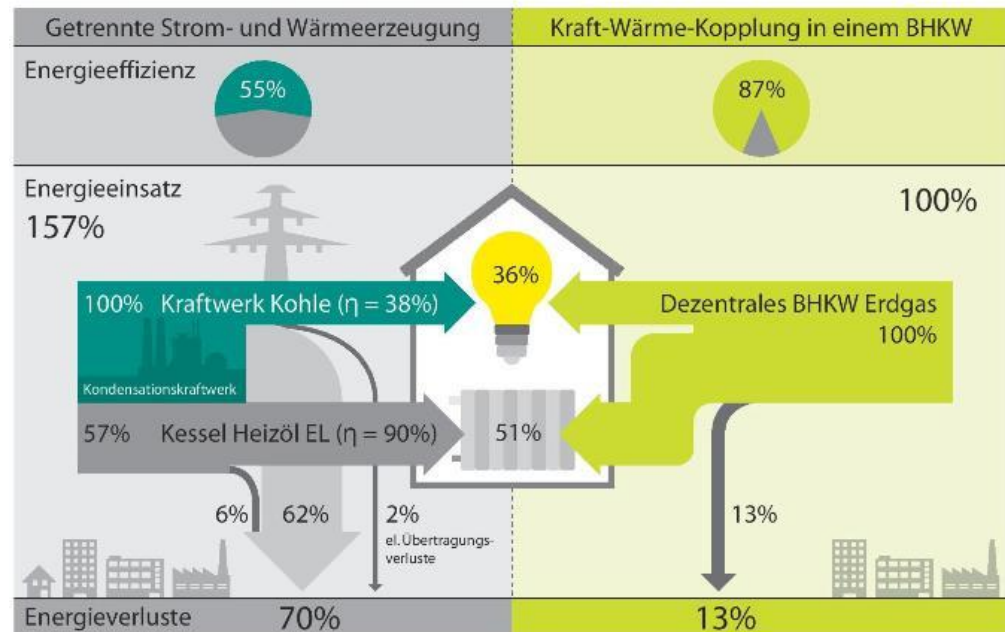 Getrennte Strom- und Wärmeerzeugung
Kraft-Wärme-Kopplung in einem BHKW
Energieeffizienz
55%
87%
Energieeinsatz
157%
100%
36%
100% Kraftwerk Kohle (η = 38%)
Dezentrales BHKW Erdgas
100%
Kondensationskraftwerk
57% Kessel Heizöl EL (η = 90%)
51%
6%
62%
2%
el. Übertragungs-
verluste
13%
Energieverluste
70%
13%